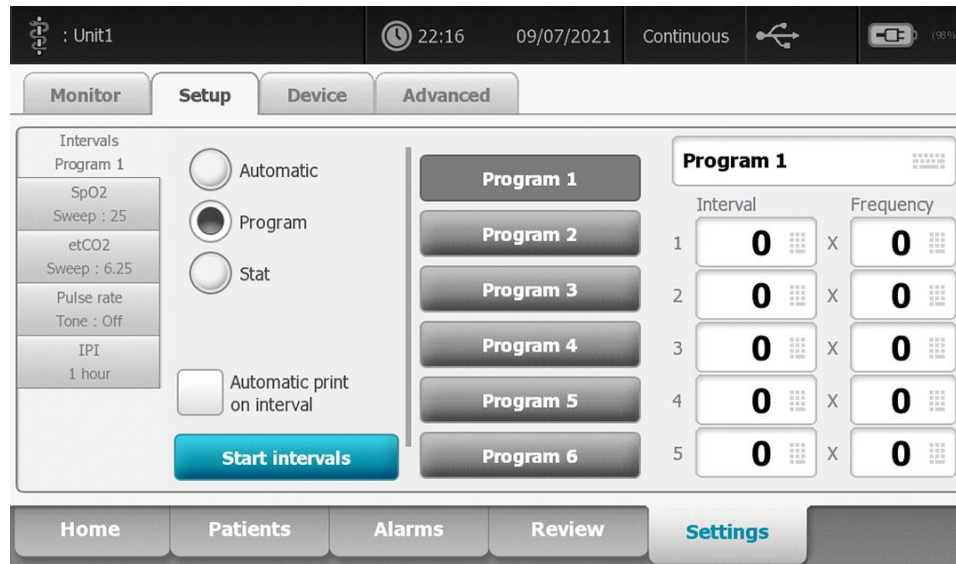 : Unit1
22:16
09/07/2021
Continuous
(98%
Monitor
Setup
Device
Advanced
Intervals
Program 1
SpO2
Sweep : 25
etCO2
Sweep : 6.25
Pulse rate
Tone : Off
IPI
1 hour
Automatic
Program
Stat
Automatic print
on interval
Start intervals
Program 1
Program 2
Program 3
Program 4
Program 5
Program 6
Program 1
Interval Frequency
1 0 X 0
2 0 X 0
3 0 X 0
4 0 X 0
5 0 X 0
Home
Patients
Alarms
Review
Settings